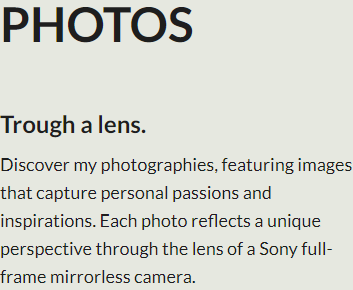 PHOTOS
Trough a lens.
Discover my photographies, featuring images
that capture personal passions and
inspirations. Each photo reflects a unique
perspective through the lens of a Sony full-
frame mirrorless camera.